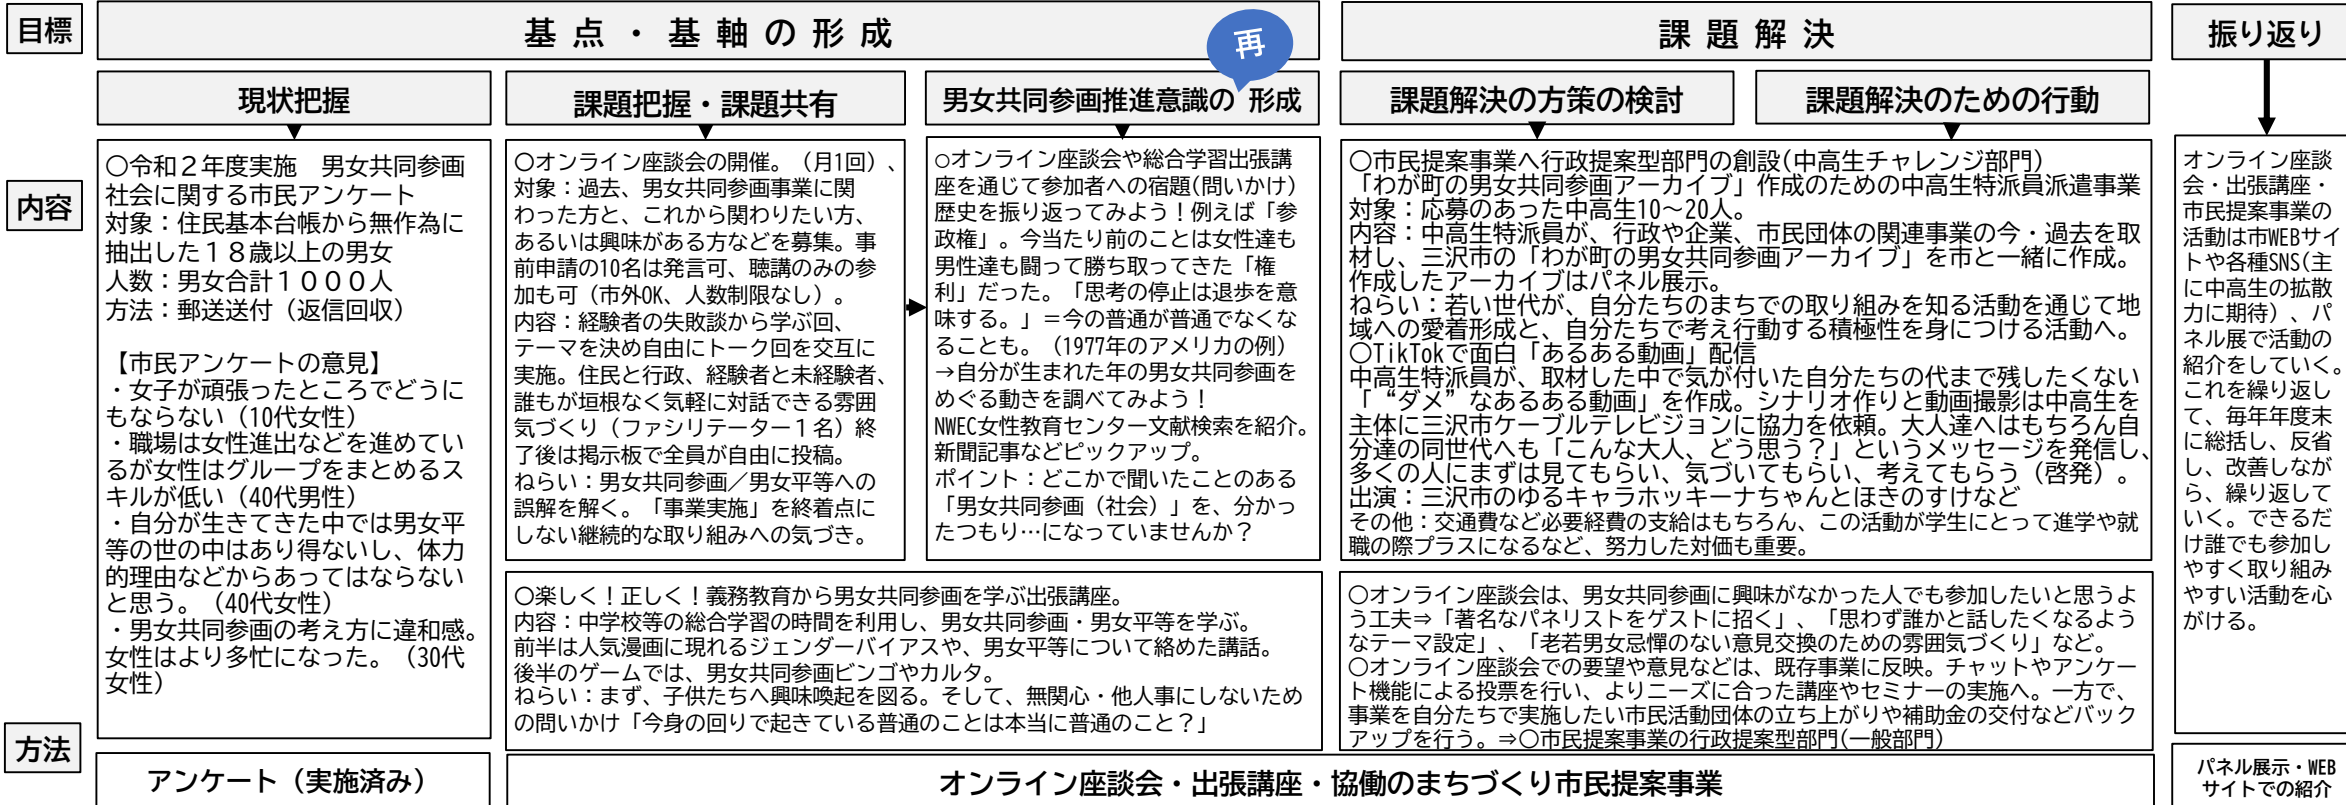 目標
基点・基軸の形成
再
課題解決
振り返り
現状把握
課題把握・課題共有
男女共同参画推進意識の 形成
課題解決の方策の検討
課題解決のための行動
内容
〇令和２年度実施　男女共同参画
社会に関する市民アンケート
対象：住民基本台帳から無作為に
抽出した１８歳以上の男女
人数：男女合計１０００人
方法：郵送送付（返信回収）
【市民アンケートの意見】
・女子が頑張ったところでどうに
もならない（10代女性）
・職場は女性進出などを進めてい
るが女性はグループをまとめるス
キルが低い（40代男性）
・自分が生きてきた中では男女平
等の世の中はあり得ないし、体力
的理由などからあってはならない
と思う。（40代女性）
・男女共同参画の考え方に違和感。
女性はより多忙になった。（30代
女性）
〇オンライン座談会の開催。（月1回）、
対象：過去、男女共同参画事業に関
わった方と、これから関わりたい方、
あるいは興味がある方などを募集。事
前申請の10名は発言可、聴講のみの参
加も可（市外OK、人数制限なし）。
内容：経験者の失敗談から学ぶ回、
テーマを決め自由にトーク回を交互に
実施。住民と行政、経験者と未経験者、
誰もが垣根なく気軽に対話できる雰囲
気づくり（ファシリテーター１名）終
了後は掲示板で全員が自由に投稿。
ねらい：男女共同参画／男女平等への
誤解を解く。「事業実施」を終着点に
しない継続的な取り組みへの気づき。
○オンライン座談会や総合学習出張講
座を通じて参加者への宿題(問いかけ)
歴史を振り返ってみよう！例えば「参
政権」。今当たり前のことは女性達も
男性達も闘って勝ち取ってきた「権
利」だった。「思考の停止は退歩を意
味する。」＝今の普通が普通でなくな
ることも。（1977年のアメリカの例）
→自分が生まれた年の男女共同参画を
めぐる動きを調べてみよう！
NWEC女性教育センター文献検索を紹介。
新聞記事などピックアップ。
ポイント：どこかで聞いたことのある
「男女共同参画（社会）」を、分かっ
たつもり…になっていませんか？
〇楽しく！正しく！義務教育から男女共同参画を学ぶ出張講座。
内容：中学校等の総合学習の時間を利用し、男女共同参画・男女平等を学ぶ。
前半は人気漫画に現れるジェンダーバイアスや、男女平等について絡めた講話。
後半のゲームでは、男女共同参画ビンゴやカルタ。
ねらい：まず、子供たちへ興味喚起を図る。そして、無関心・他人事にしないため
の問いかけ「今身の回りで起きている普通のことは本当に普通のこと？」
〇市民提案事業へ行政提案型部門の創設(中高生チャレンジ部門)
「わが町の男女共同参画アーカイブ」作成のための中高生特派員派遣事業
対象：応募のあった中高生10～20人。
内容：中高生特派員が、行政や企業、市民団体の関連事業の今・過去を取
材し、三沢市の「わが町の男女共同参画アーカイブ」を市と一緒に作成。
作成したアーカイブはパネル展示。
ねらい：若い世代が、自分たちのまちでの取り組みを知る活動を通じて地
域への愛着形成と、自分たちで考え行動する積極性を身につける活動へ。
〇TikTokで面白「あるある動画」配信
中高生特派員が、取材した中で気が付いた自分たちの代まで残したくない
「“ダメ”なあるある動画」を作成。シナリオ作りと動画撮影は中高生を
主体に三沢市ケーブルテレビジョンに協力を依頼。大人達へはもちろん自
分達の同世代へも「こんな大人、どう思う？」というメッセージを発信し、
多くの人にまずは見てもらい、気づいてもらい、考えてもらう（啓発）。
出演：三沢市のゆるキャラホッキーナちゃんとほきのすけなど
その他：交通費など必要経費の支給はもちろん、この活動が学生にとって進学や就
職の際プラスになるなど、努力した対価も重要。
〇オンライン座談会は、男女共同参画に興味がなかった人でも参加したいと思うよ
う工夫⇒「著名なパネリストをゲストに招く」、「思わず誰かと話したくなるよう
なテーマ設定」、「老若男女忌憚のない意見交換のための雰囲気づくり」など。
〇オンライン座談会での要望や意見などは、既存事業に反映。チャットやアンケー
ト機能による投票を行い、よりニーズに合った講座やセミナーの実施へ。一方で、
事業を自分たちで実施したい市民活動団体の立ち上がりや補助金の交付などバック
アップを行う。⇒〇市民提案事業の行政提案型部門(一般部門)
オンライン座談
会・出張講座・
市民提案事業の
活動は市WEBサイ
トや各種SNS(主
に中高生の拡散
力に期待）、パ
ネル展で活動の
紹介をしていく。
これを繰り返し
て、毎年年度末
に総括し、反省
し、改善しなが
ら、繰り返して
いく。できるだ
け誰でも参加し
やすく取り組み
やすい活動を心
がける。
方法
アンケート（実施済み）
オンライン座談会・出張講座・協働のまちづくり市民提案事業
パネル展示・WEB
サイトでの紹介